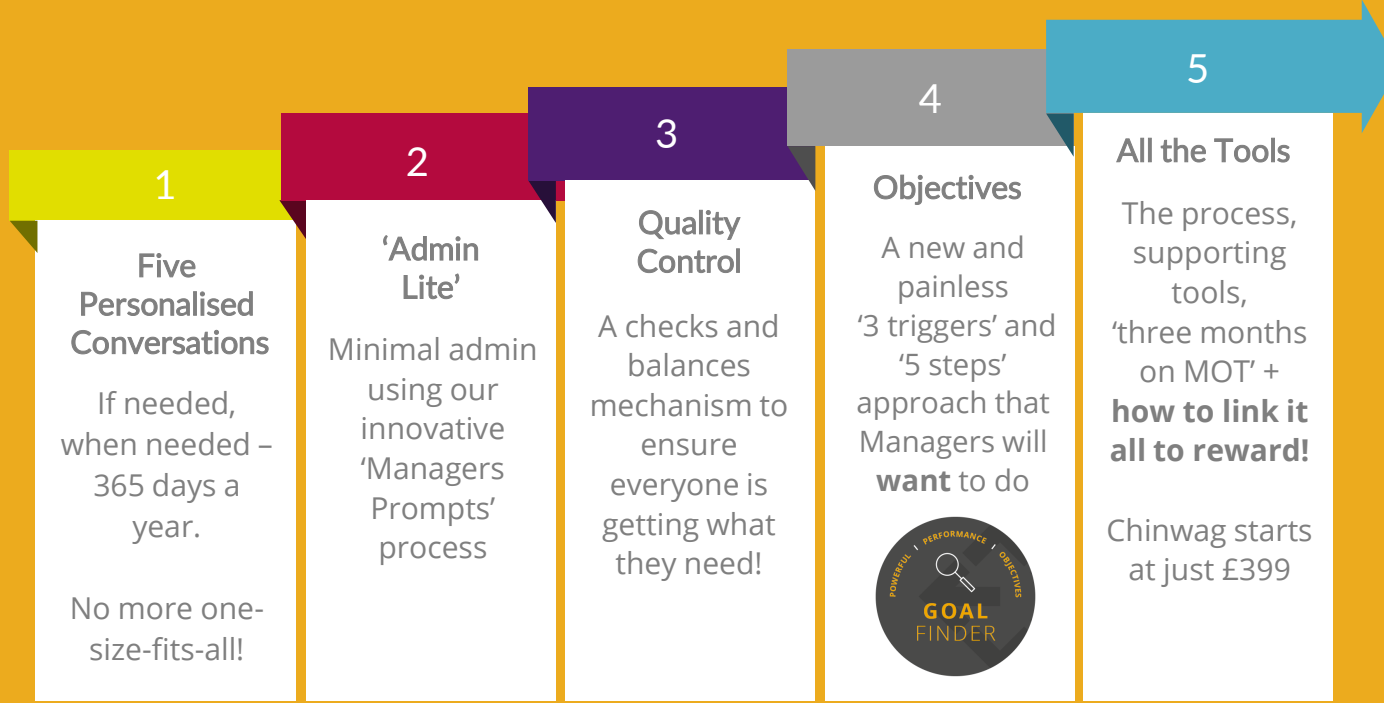 1
Five
Personalised
Conversations
If needed,
when needed –
365 days a
year.
No more one-
size-fits-all!
2
‘Admin
Lite’
Minimal admin
using our
innovative
‘Managers
Prompts’
process
3
Quality
Control
A checks and
balances
mechanism to
ensure
everyone is
getting what
they need!
4
Objectives
A new and
painless
‘3 triggers’ and
‘5 steps’
approach that
Managers will
want to do
POWERFUL | PERFORMANCE | OBJECTIVES
GOAL
FINDER
5
All the Tools
The process,
supporting
tools,
‘three months
on MOT’ +
how to link it
all to reward!
Chinwag starts
at just £399